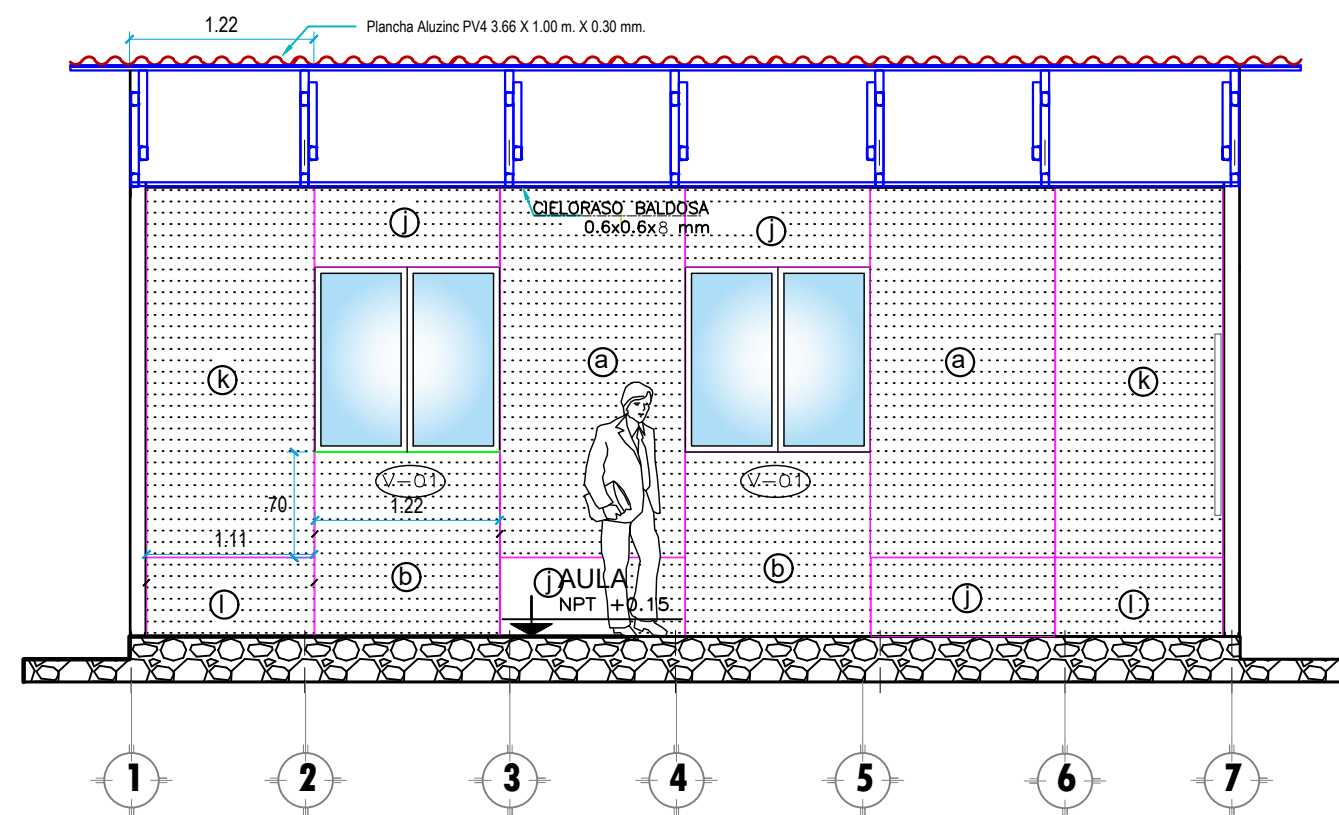 1.22
Plancha Aluzinc PV4 3.66 X 1.00 m. X 0.30 mm.
CIELORASO BALDOSA
0.6x0.6x8 mm
j
j
k
a
a
k
V-01
V-01
.70
1.22
1.11
l
b
j
AULA
NPT +0.15
b
j
l
1 2 3 4 5 6 7